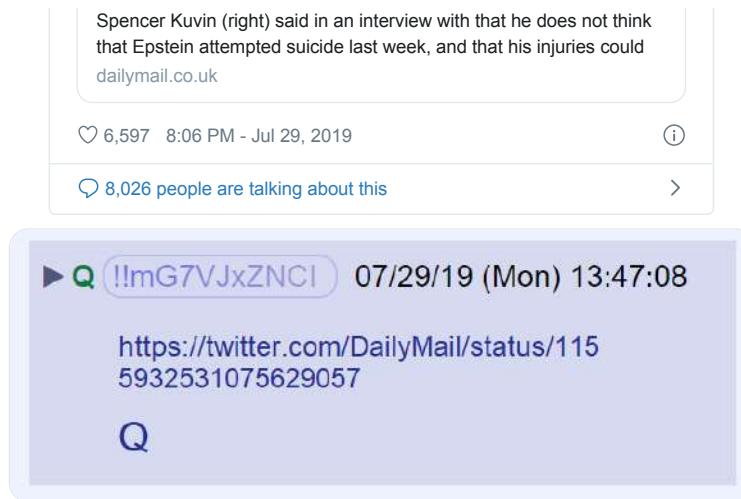 Spencer Kuvin (right) said in an interview with that he does not think
that Epstein attempted suicide last week, and that his injuries could
dailymail.co.uk
6,597 8:06 PM - Jul 29, 2019
8,026 people are talking about this
Q !!mG7VJxZNCI 07/29/19 (Mon) 13:47:08
https://twitter.com/DailyMail/status/115
5932531075629057
Q